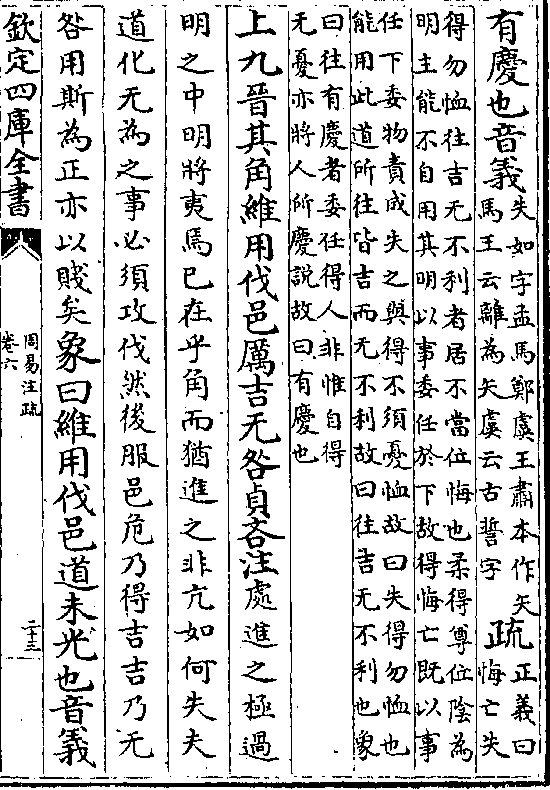 有慶也音義失如字孟馬鄭虞王肅本作矢
馬王云離為矢虞云古誓字
疏正義曰
悔亡失
得勿恤往吉无不利者居不當位悔也柔得尊位陰為
明主能不自用其明以事委任於下故得悔亡既以事
任下委物責成失之與得不須憂恤故曰失得勿恤也
能用此道所往皆吉而无不利故曰往吉无不利也象
曰往有慶者委任得人非惟自得
无憂亦將人所慶説故曰有慶也
上九晉其角維用伐邑厲吉无咎貞吝注處進之極過
明之中明將夷焉已在乎角而猶進之非亢如何失夫
道化无為之事必須攻伐然後服邑危乃得吉吉乃无
咎用斯為正亦以賤矣象曰維用伐邑道未光也音義
欽定四庫全書
周易注疏
卷六
二十三